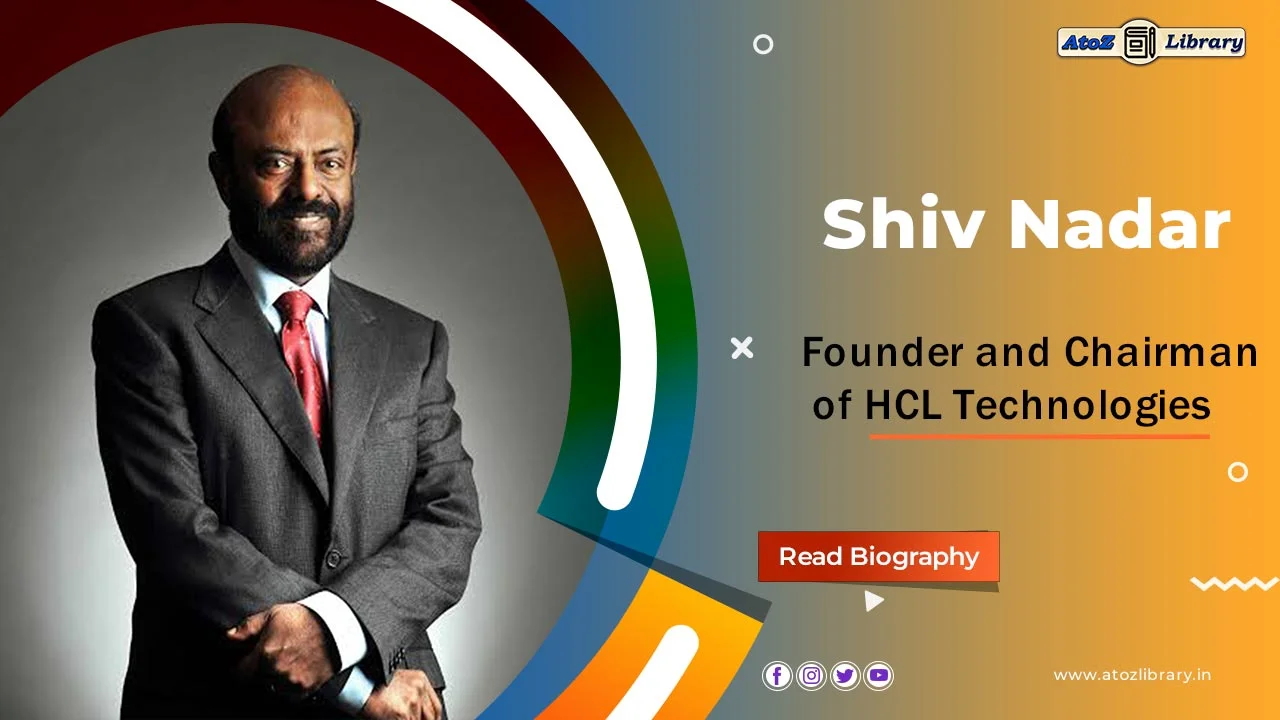 AtoZ Library
Shiv Nadar
Founder and Chairman
of HCL Technologies
Read Biography
www.atozlibrary.in